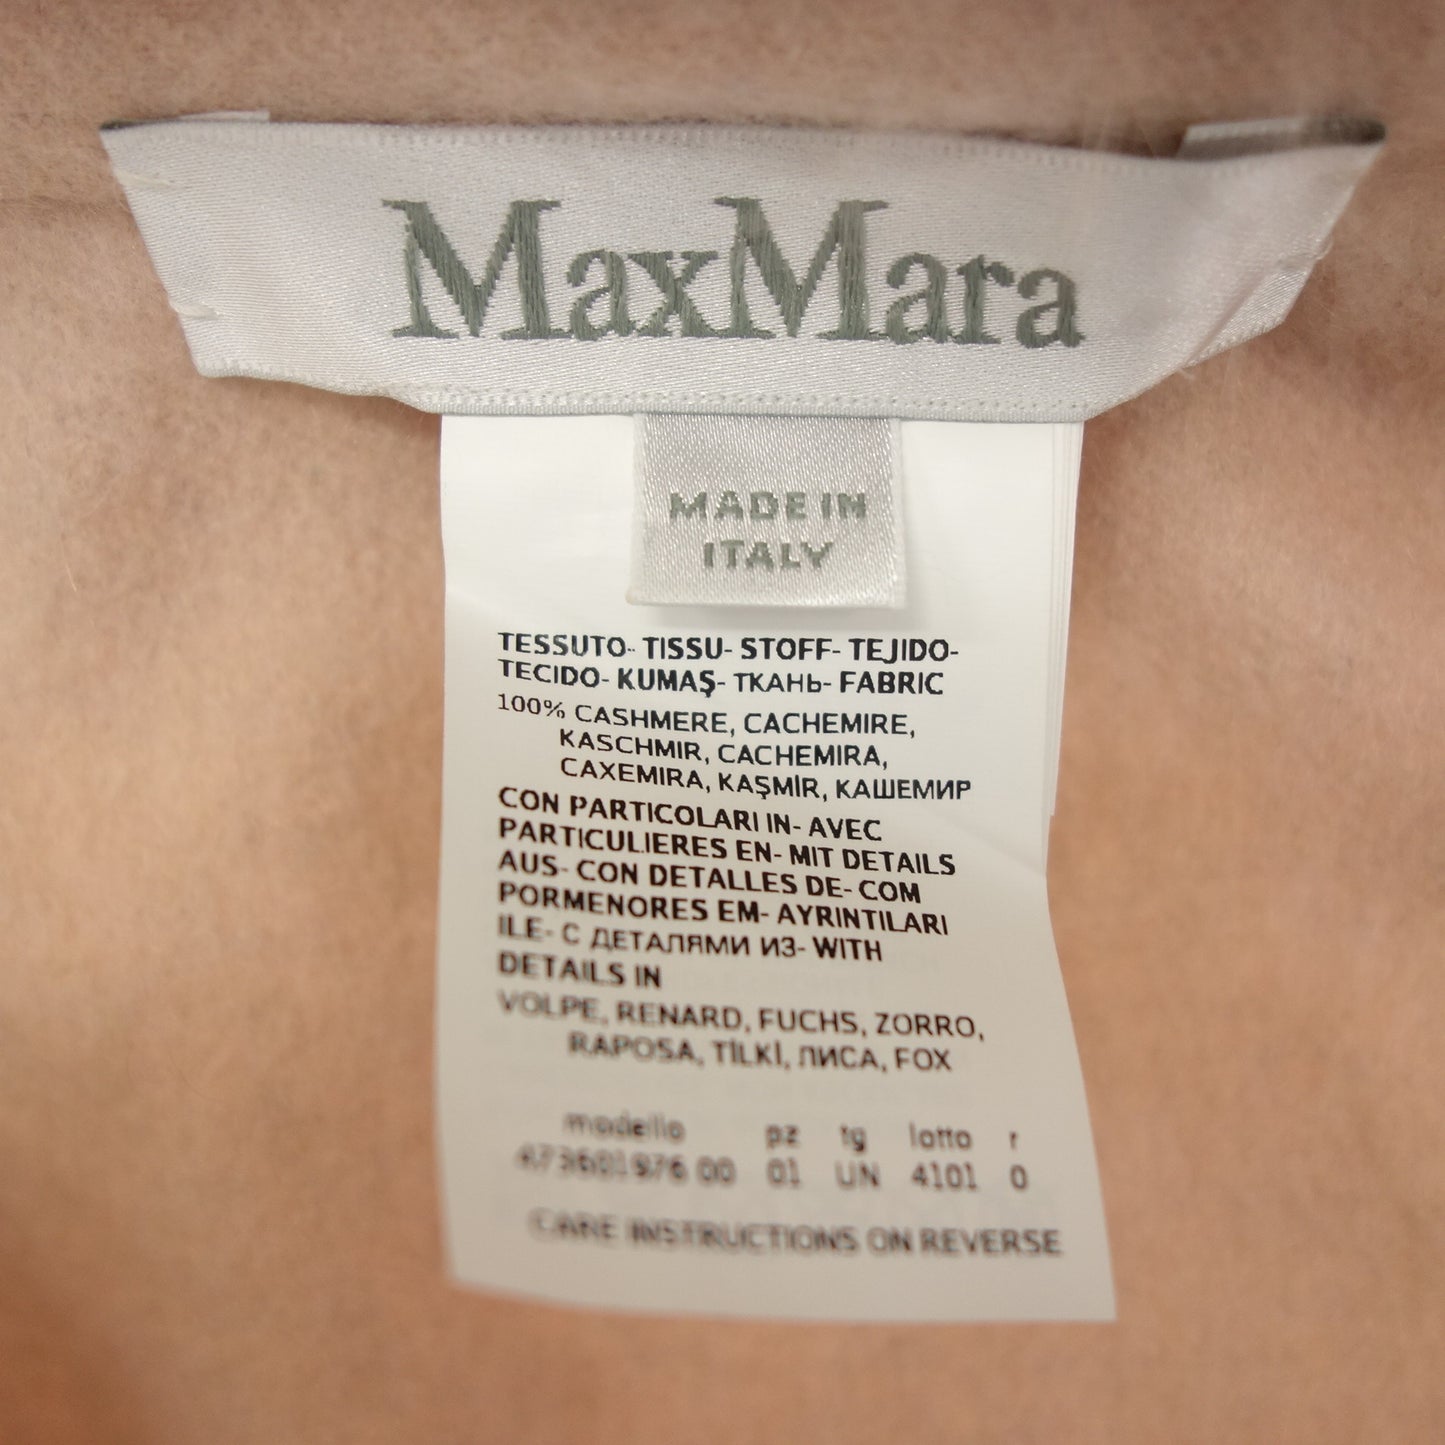 MaxMara
MADE IN
ITALY
TESSUTO- TISSU- STOFF- TEJIDO-
TECIDO- KUMAŞ- ТКАНЬ- FABRIC
100% CASHMERE, CACHEMIRE,
KASCHMIR, CACHEMIRA,
CAXEMIRA, KAŞMİR, КАШЕМИР
CON PARTICOLARI IN- AVEC
PARTICULIERES EN- MIT DETAILS
AUS- CON DETALLES DE- COM
PORMENORES EM- AYRINTILARI
ILE- С ДЕТАЛЯМИ ИЗ- WITH
DETAILS IN
VOLPE, RENARD, FUCHS, ZORRO,
RAPOSA, TİLKİ, ЛИСА, FOX
modello pz tg lotto r
473601976 00 01 UN 4101 0
CARE INSTRUCTIONS ON REVERSE